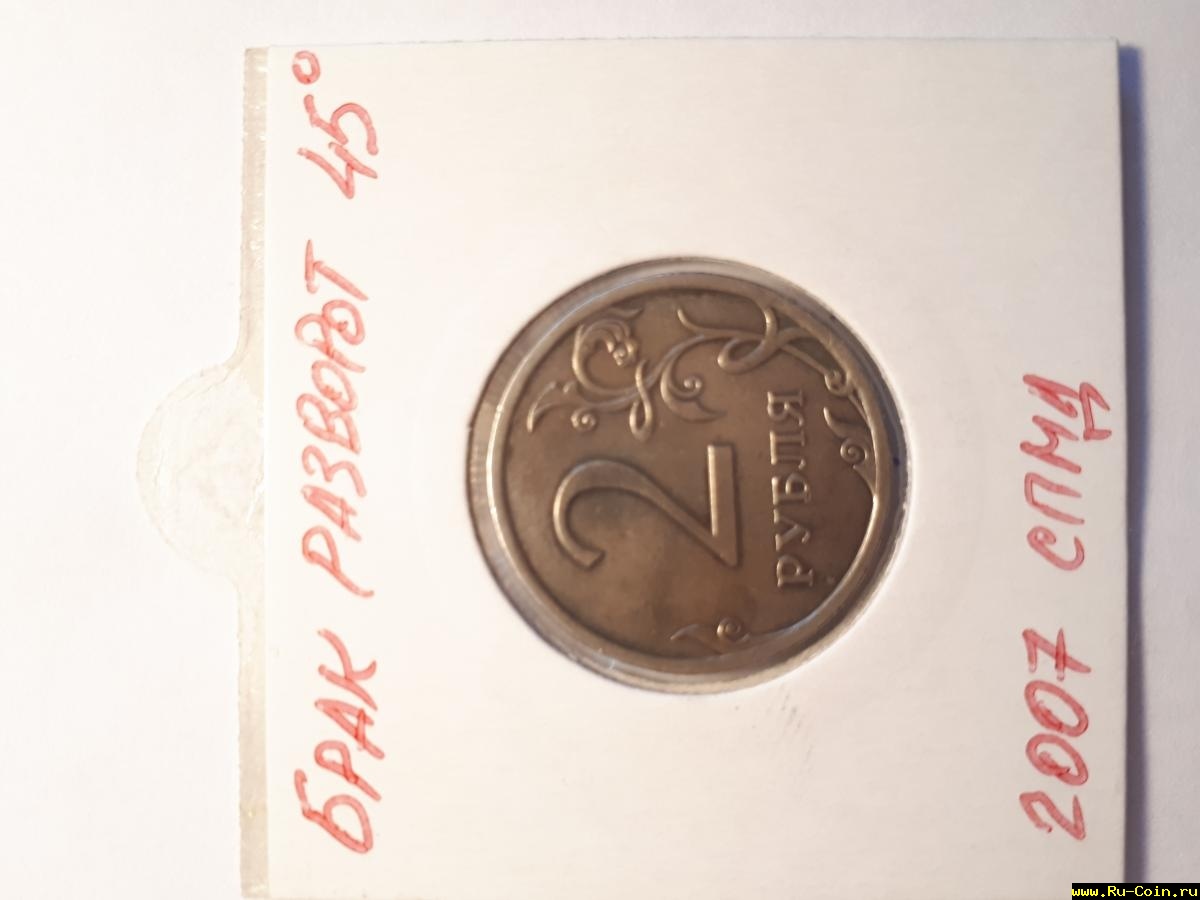 БРАК РАЗВОРОТ 45°
2
РУБЛЯ
2007 СПМД
www.Ru-Coin.ru